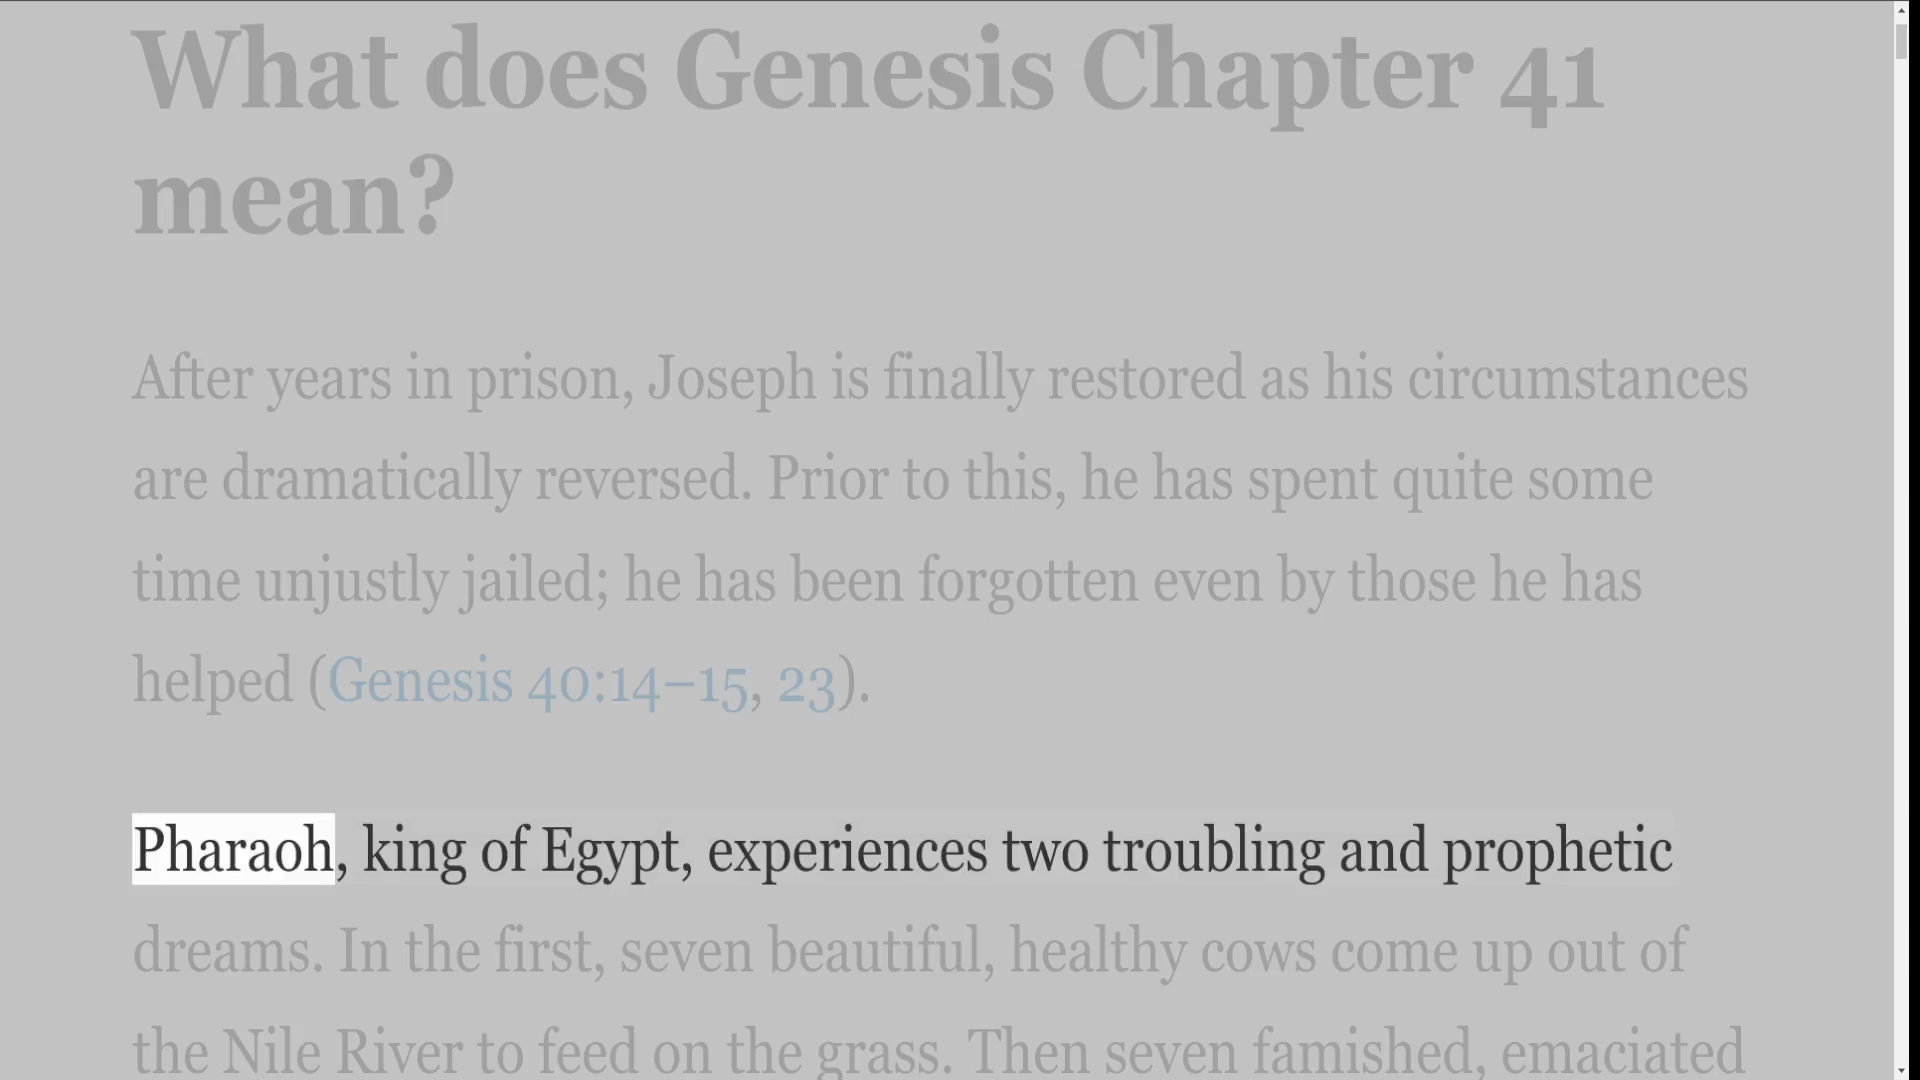 What does Genesis Chapter 41
mean?
After years in prison, Joseph is finally restored as his circumstances
are dramatically reversed. Prior to this, he has spent quite some
time unjustly jailed; he has been forgotten even by those he has
helped (Genesis 40:14–15, 23).
Pharaoh, king of Egypt, experiences two troubling and prophetic
dreams. In the first, seven beautiful, healthy cows come up out of
the Nile River to feed on the grass. Then seven famished, emaciated